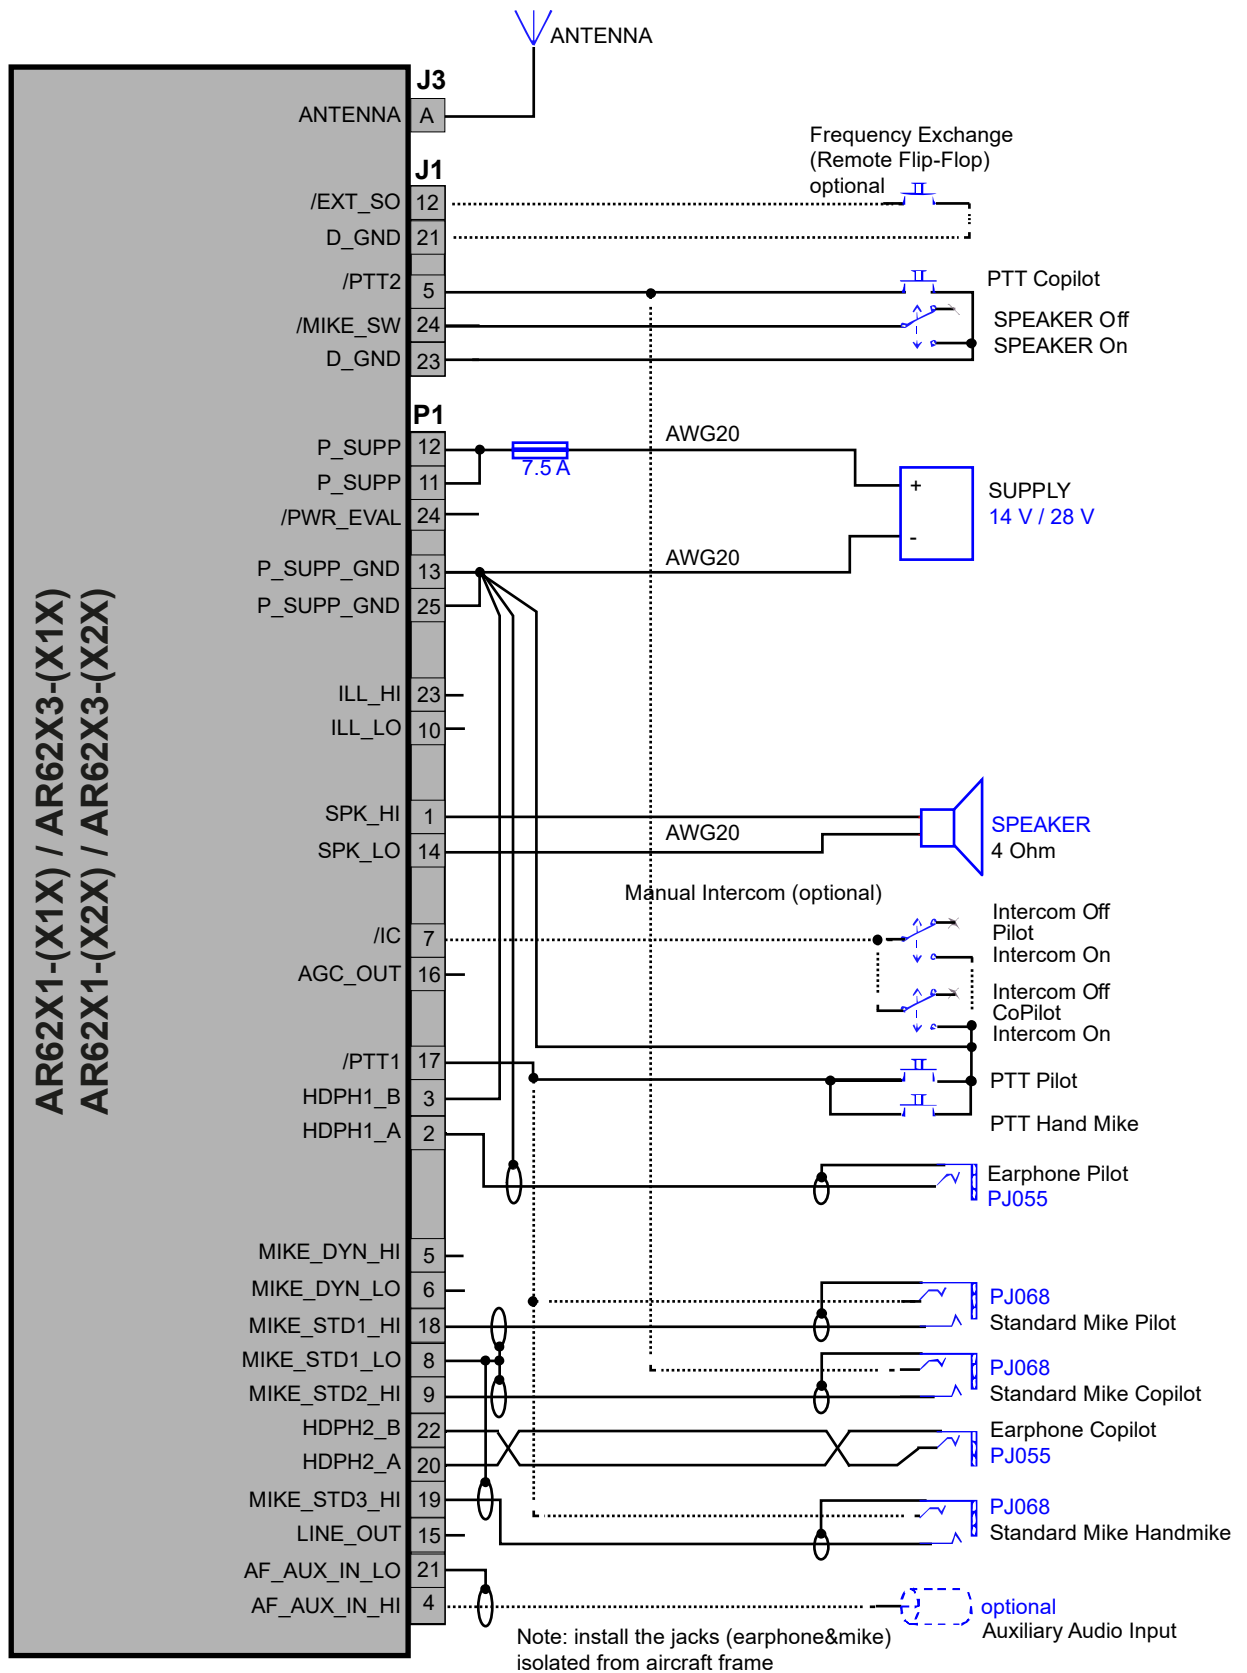 ANTENNA
J3
ANTENNA A
Frequency Exchange
(Remote Flip-Flop)
optional
J1
/EXT_SO 12
D_GND 21
/PTT2 5
PTT Copilot
/MIKE_SW 24
SPEAKER Off
D_GND 23
SPEAKER On
P1
P_SUPP 12
AWG20
7.5 A
P_SUPP 11
+
SUPPLY
14 V / 28 V
/PWR_EVAL 24
-
P_SUPP_GND 13
AWG20
P_SUPP_GND 25
AR62X1-(X1X) / AR62X3-(X1X)
AR62X1-(X2X) / AR62X3-(X2X)
ILL_HI 23
ILL_LO 10
SPK_HI 1
SPEAKER
4 Ohm
AWG20
SPK_LO 14
Manual Intercom (optional)
Intercom Off
Pilot
Intercom On
/IC 7
AGC_OUT 16
Intercom Off
CoPilot
Intercom On
/PTT1 17
PTT Pilot
HDPH1_B 3
PTT Hand Mike
HDPH1_A 2
Earphone Pilot
PJ055
MIKE_DYN_HI 5
MIKE_DYN_LO 6
PJ068
Standard Mike Pilot
MIKE_STD1_HI 18
MIKE_STD1_LO 8
PJ068
Standard Mike Copilot
MIKE_STD2_HI 9
HDPH2_B 22
Earphone Copilot
PJ055
HDPH2_A 20
MIKE_STD3_HI 19
PJ068
Standard Mike Handmike
LINE_OUT 15
AF_AUX_IN_LO 21
AF_AUX_IN_HI 4
optional
Auxiliary Audio Input
Note: install the jacks (earphone&mike)
isolated from aircraft frame